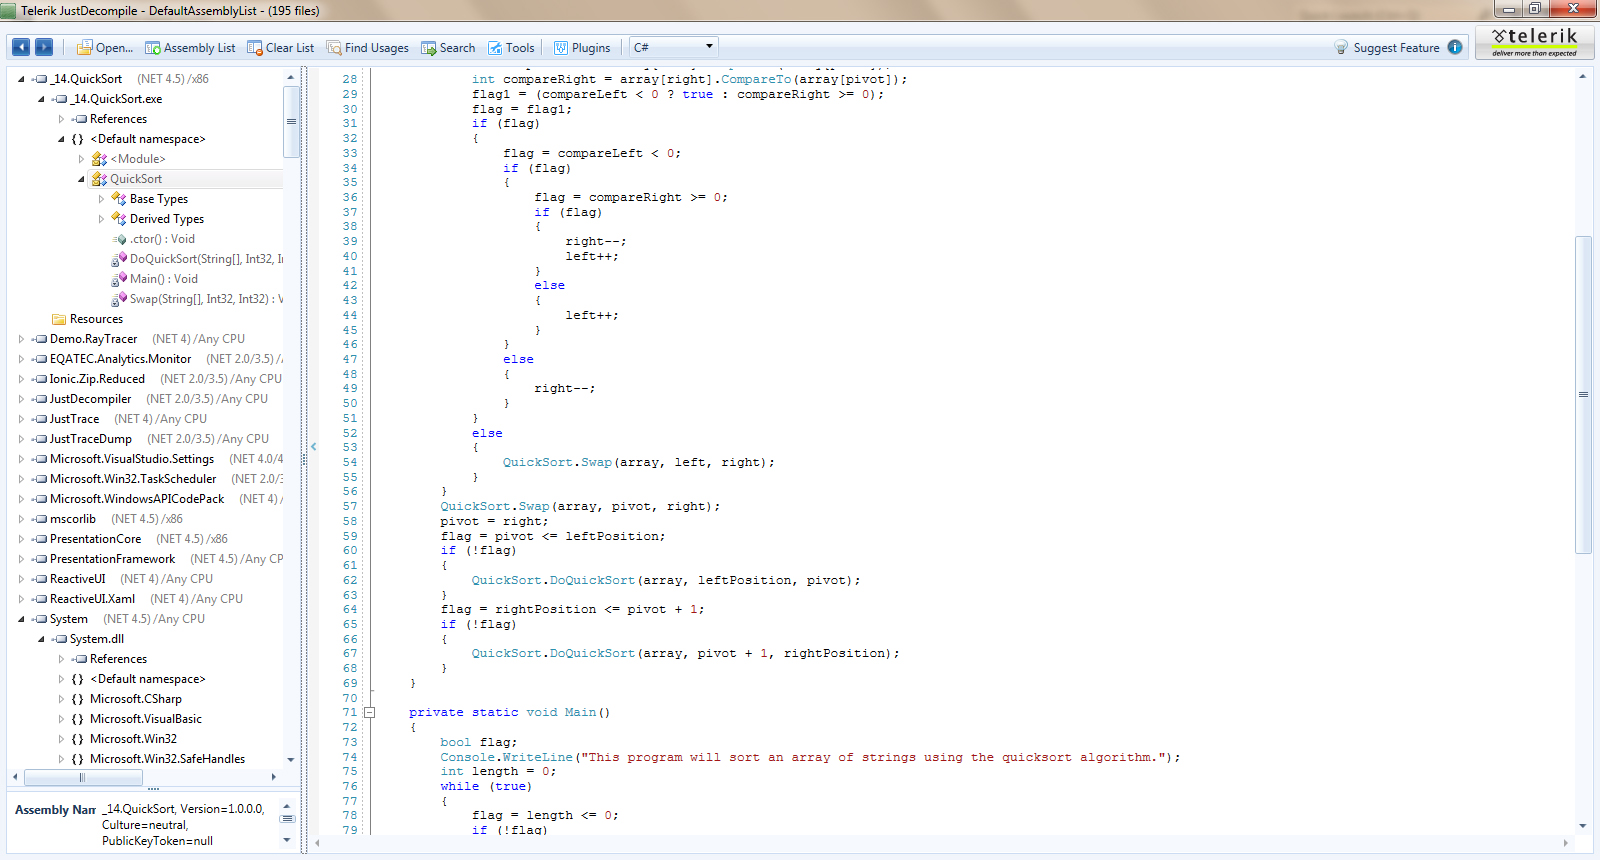 Telerik JustDecompile - DefaultAssemblyList - (195 files)
Open... Assembly List Clear List Find Usages Search Tools Plugins C# Suggest Feature
telerik
deliver more than expected
_14.QuickSort (NET 4.5) /x86
_14.QuickSort.exe
References
{} <Default namespace>
<Module>
QuickSort
Base Types
Derived Types
.ctor() : Void
DoQuickSort(String[], Int32, I
Main() : Void
Swap(String[], Int32, Int32) : V
Resources
Demo.RayTracer (NET 4) /Any CPU
EQATEC.Analytics.Monitor (NET 2.0/3.5) /
Ionic.Zip.Reduced (NET 2.0/3.5) /Any CPU
JustDecompiler (NET 2.0/3.5) /Any CPU
JustTrace (NET 4) /Any CPU
JustTraceDump (NET 2.0/3.5) /Any CPU
Microsoft.VisualStudio.Settings (NET 4.0/4
Microsoft.Win32.TaskScheduler (NET 2.0/3
Microsoft.WindowsAPICodePack (NET 4) /
mscorlib (NET 4.5) /x86
PresentationCore (NET 4.5) /x86
PresentationFramework (NET 4.5) /Any CP
ReactiveUI (NET 4) /Any CPU
ReactiveUI.Xaml (NET 4) /Any CPU
System (NET 4.5) /Any CPU
System.dll
References
{} <Default namespace>
{} Microsoft.CSharp
{} Microsoft.VisualBasic
{} Microsoft.Win32
{} Microsoft.Win32.SafeHandles
Assembly Nam _14.QuickSort, Version=1.0.0.0,
Culture=neutral,
PublicKeyToken=null
28 int compareRight = array[right].CompareTo(array[pivot]);
29 flag1 = (compareLeft < 0 ? true : compareRight >= 0);
30 flag = flag1;
31 if (flag)
32 {
33 flag = compareLeft < 0;
34 if (flag)
35 {
36 flag = compareRight >= 0;
37 if (flag)
38 {
39 right--;
40 left++;
41 }
42 else
43 {
44 left++;
45 }
46 }
47 else
48 {
49 right--;
50 }
51 }
52 else
53 {
54 QuickSort.Swap(array, left, right);
55 }
56 }
57 QuickSort.Swap(array, pivot, right);
58 pivot = right;
59 flag = pivot <= leftPosition;
60 if (!flag)
61 {
62 QuickSort.DoQuickSort(array, leftPosition, pivot);
63 }
64 flag = rightPosition <= pivot + 1;
65 if (!flag)
66 {
67 QuickSort.DoQuickSort(array, pivot + 1, rightPosition);
68 }
69 }
70
71 private static void Main()
72 {
73 bool flag;
74 Console.WriteLine("This program will sort an array of strings using the quicksort algorithm.");
75 int length = 0;
76 while (true)
77 {
78 flag = length <= 0;
79 if (!flag)